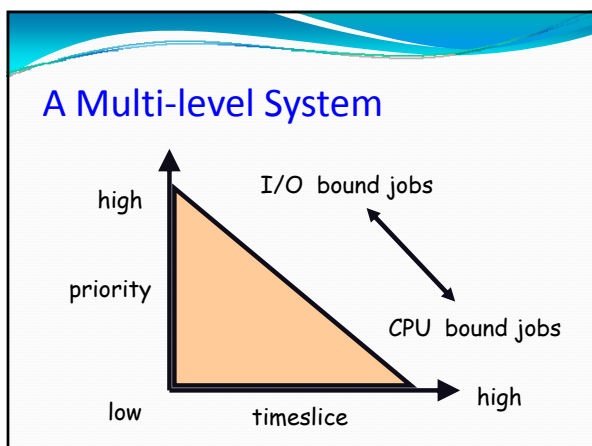 A Multi-level System
I/O bound jobs
high
priority
CPU bound jobs
high
low
timeslice